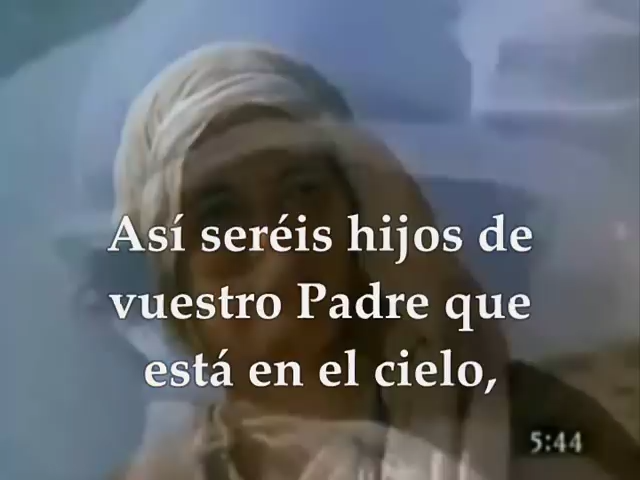 Así seréis hijos de
vuestro Padre que
está en el cielo,
5:44